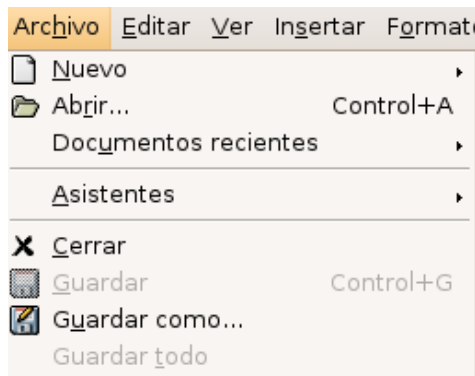 Archivo Editar Ver Insertar Formato
Nuevo
Abrir... Control+A
Documentos recientes
Asistentes
Cerrar
Guardar Control+G
Guardar como...
Guardar todo